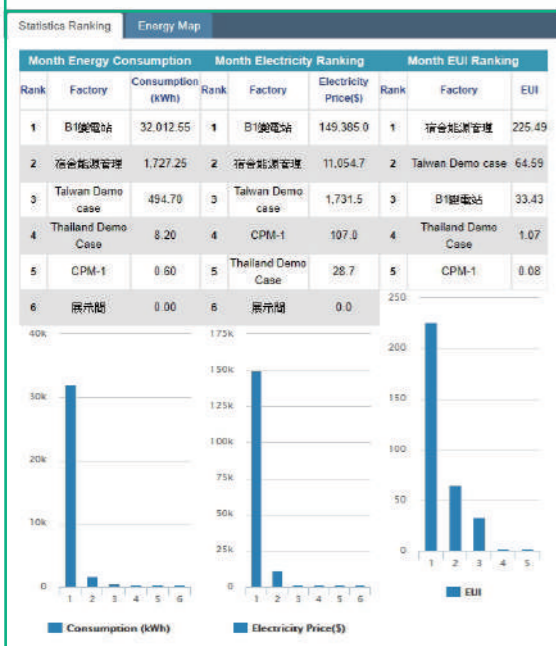 Statistics Ranking
Energy Map
Month Energy Consumption
Rank Factory Consumption (kWh)
1 B1變電站 32,012.55
2 宿舍能源管理 1,727.25
3 Taiwan Demo case 494.70
4 Thailand Demo Case 8.20
5 CPM-1 0.60
6 展示間 0.00
Month Electricity Ranking
Rank Factory Electricity Price($)
1 B1變電站 149,385.0
2 宿舍能源管理 11,054.7
3 Taiwan Demo case 1,731.5
4 CPM-1 107.0
5 Thailand Demo Case 28.7
6 展示間 0.0
Month EUI Ranking
Rank Factory EUI
1 宿舍能源管理 225.49
2 Taiwan Demo case 64.59
3 B1變電站 33.43
4 Thailand Demo Case 1.07
5 CPM-1 0.08
40k
30k
20k
10k
0
1 2 3 4 5 6
Consumption (kWh)
175k
150k
125k
100k
75k
50k
25k
0
1 2 3 4 5 6
Electricity Price($)
250
200
150
100
50
0
1 2 3 4 5
EUI